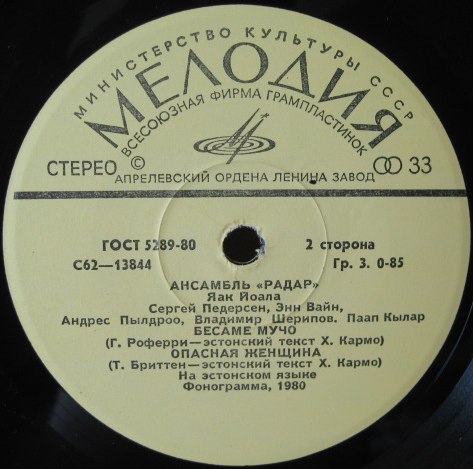 МИНИСТЕРСТВО КУЛЬТУРЫ СССР
МЕЛОДИЯ
ВСЕСОЮЗНАЯ ФИРМА ГРАМПЛАСТИНОК
СТЕРЕО
33
АПРЕЛЕВСКИЙ ОРДЕНА ЛЕНИНА ЗАВОД
ГОСТ 5289-80
2 сторона
С62—13844
Гр. 3. 0-85
АНСАМБЛЬ «РАДАР»
Яак Йоала
Сергей Педерсен, Энн Вайн,
Андрес Пылдроо, Владимир Шерипов. Паап Кылар
БЕСАМЕ МУЧО
(Г. Роферри—эстонский текст Х. Кармо)
ОПАСНАЯ ЖЕНЩИНА
(Т. Бриттен—эстонский текст Х. Кармо)
На эстонском языке
Фонограмма, 1980